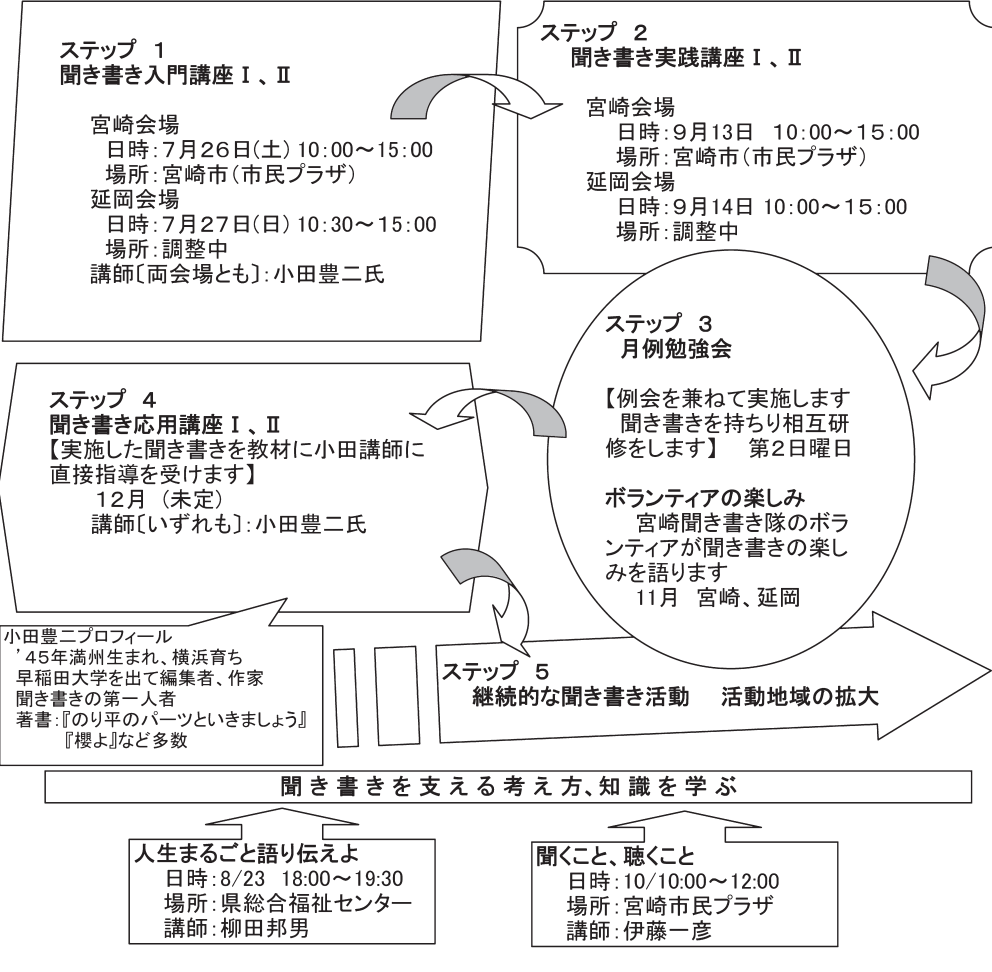 ステップ 1
聞き書き入門講座Ⅰ、Ⅱ
宮崎会場
日時:7月26日(土)10:00~15:00
場所:宮崎市(市民プラザ)
延岡会場
日時:7月27日(日)10:30~15:00
場所:調整中
講師〔両会場とも〕:小田豊二氏
ステップ 2
聞き書き実践講座Ⅰ、Ⅱ
宮崎会場
日時:9月13日 10:00~15:00
場所:宮崎市(市民プラザ)
延岡会場
日時:9月14日 10:00~15:00
場所:調整中
ステップ 3
月例勉強会
【例会を兼ねて実施します
聞き書きを持ちり相互研
修をします】 第2日曜日
ボランティアの楽しみ
宮崎聞き書き隊のボラ
ンティアが聞き書きの楽し
みを語ります
11月 宮崎、延岡
ステップ 4
聞き書き応用講座Ⅰ、Ⅱ
【実施した聞き書きを教材に小田講師に
直接指導を受けます】
12月 (未定)
講師〔いずれも〕:小田豊二氏
小田豊二プロフィール
'45年満州生まれ、横浜育ち
早稲田大学を出て編集者、作家
聞き書きの第一人者
著書:『のり平のパーツといきましょう』
『櫻よ』など多数
ステップ 5
継続的な聞き書き活動 活動地域の拡大
聞き書きを支える考え方、知識を学ぶ
人生まるごと語り伝えよ
日時:8/23 18:00~19:30
場所:県総合福祉センター
講師:柳田邦男
聞くこと、聴くこと
日時:10/10:00~12:00
場所:宮崎市民プラザ
講師:伊藤一彦